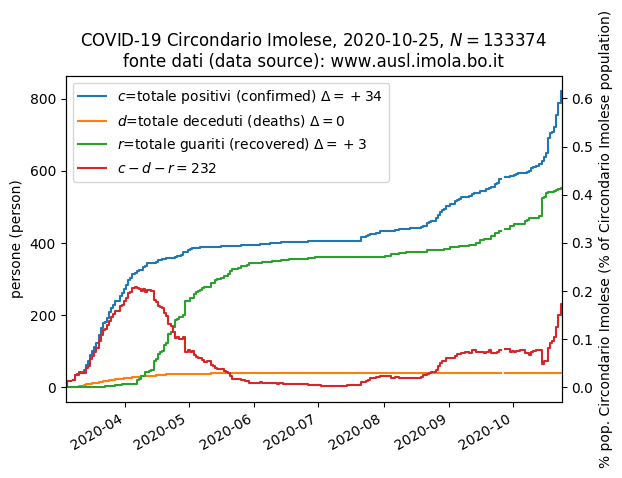 COVID-19 Circondario Imolese, 2020-10-25, N = 133374
fonte dati (data source): www.ausl.imola.bo.it
c=totale positivi (confirmed) Δ = +34
d=totale deceduti (deaths) Δ = 0
r=totale guariti (recovered) Δ = +3
c − d − r = 232
persone (person)
800
600
400
200
0
0.6
0.5
0.4
0.3
0.2
0.1
0.0
% pop. Circondario Imolese (% of Circondario Imolese population)
2020-04
2020-05
2020-06
2020-07
2020-08
2020-09
2020-10